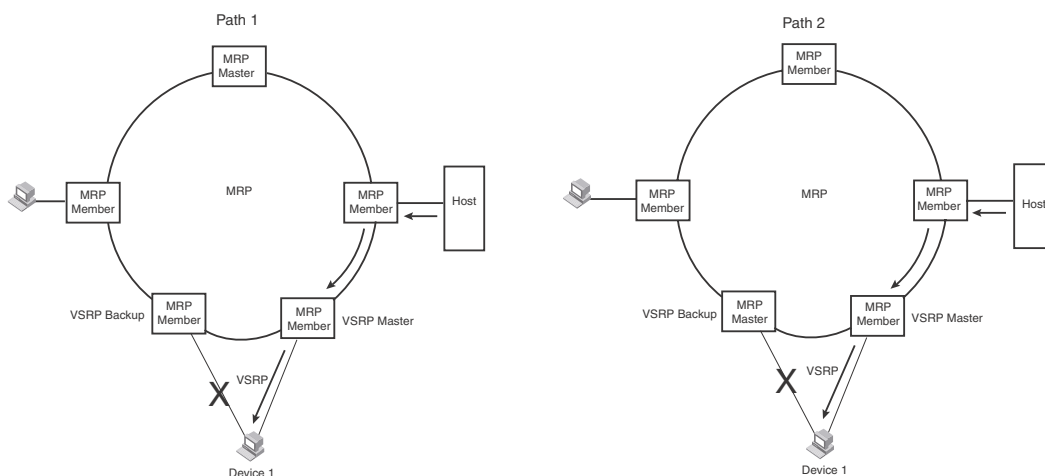 Path 1
MRP
Master
MRP
Member
MRP
MRP
Member
Host
VSRP Backup
MRP
Member
MRP
Member
VSRP Master
VSRP
X
Device 1
Path 2
MRP
Member
MRP
Member
MRP
MRP
Member
Host
VSRP Backup
MRP
Master
MRP
Member
VSRP Master
VSRP
X
Device 1